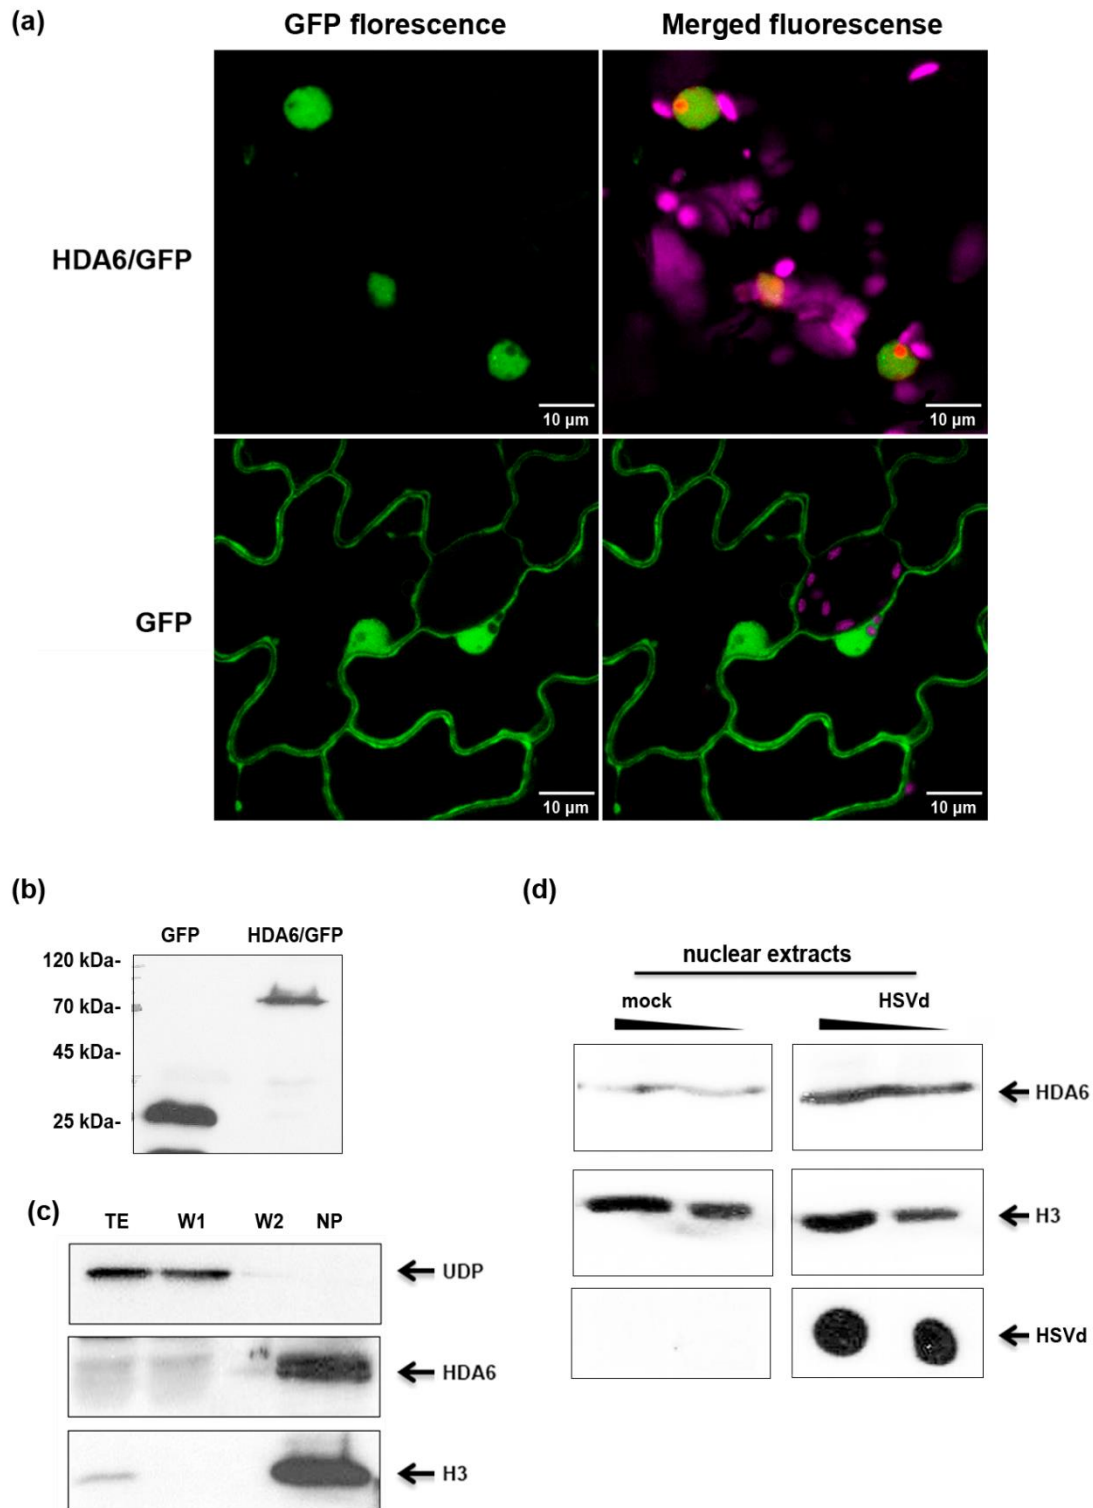 (a)
GFP florescence
Merged fluorescense
HDA6/GFP
10 µm
10 µm
GFP
10 µm
10 µm
(b)
GFP
HDA6/GFP
120 kDa-
70 kDa-
45 kDa-
25 kDa-
(c)
TE
W1
W2
NP
UDP
HDA6
H3
(d)
nuclear extracts
mock
HSVd
HDA6
H3
HSVd